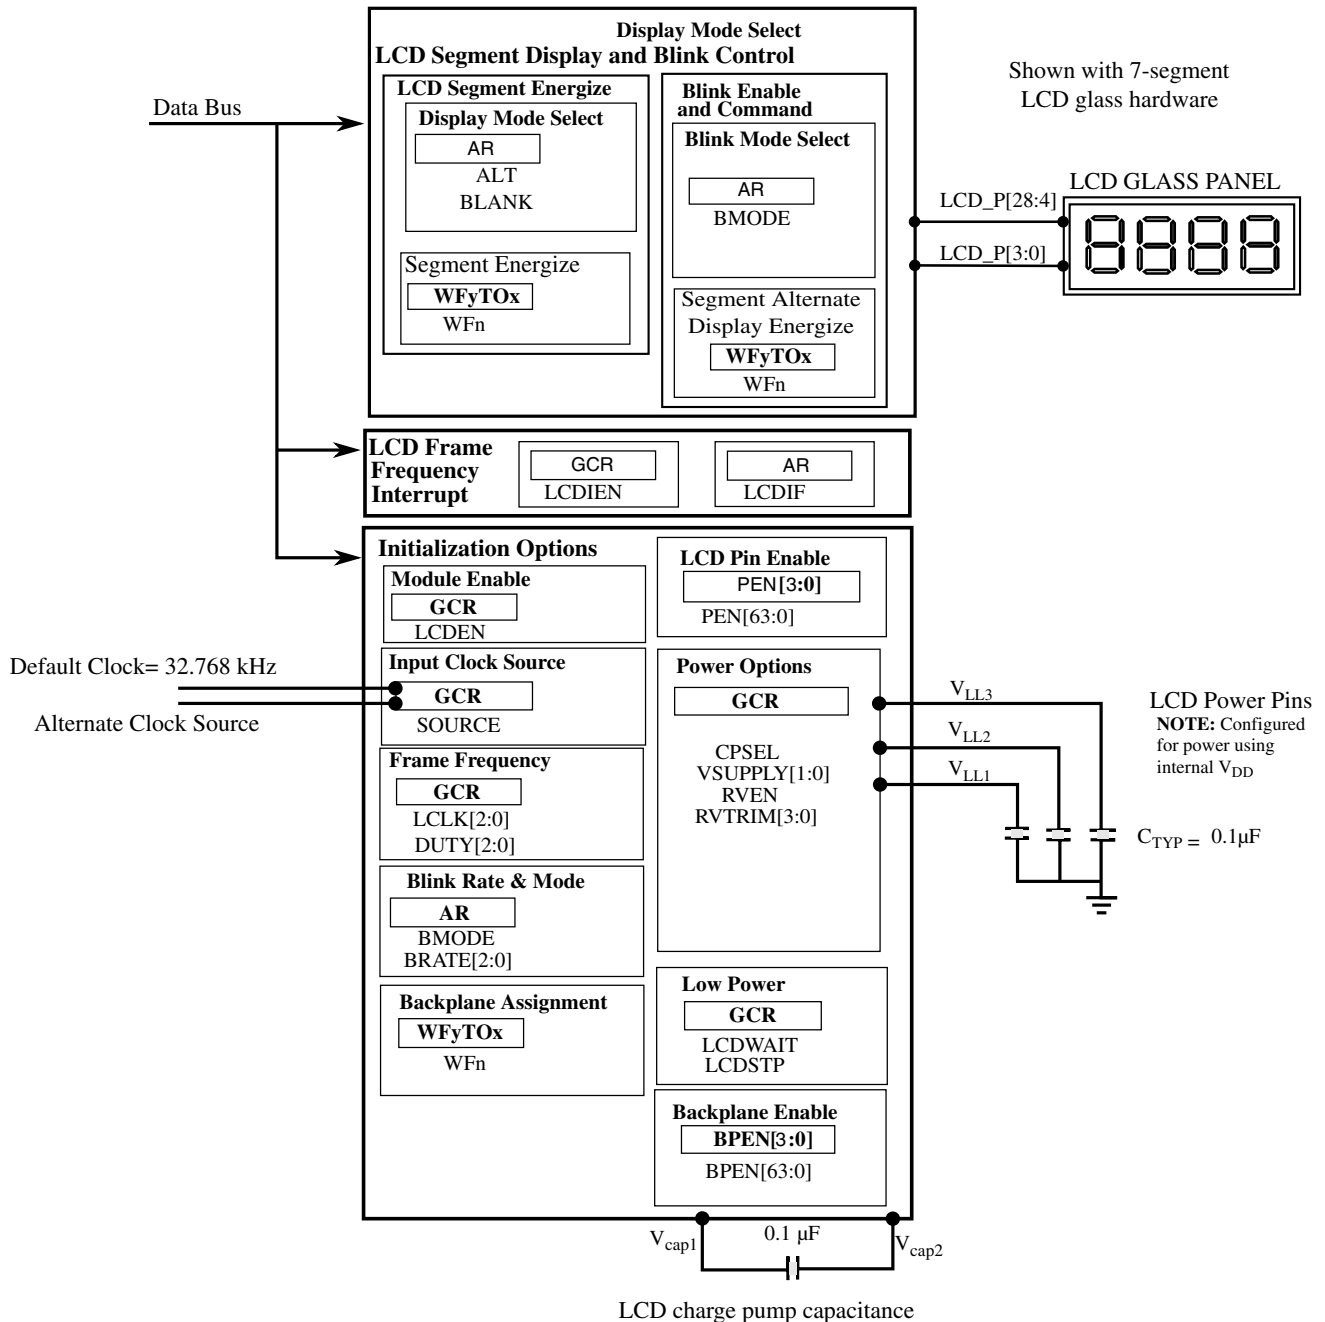 Display Mode Select
LCD Segment Display and Blink Control
LCD Segment Energize
Display Mode Select
AR
ALT
BLANK
Segment Energize
WFyTOx
WFn
Blink Enable
and Command
Blink Mode Select
AR
BMODE
Segment Alternate
Display Energize
WFyTOx
WFn
Data Bus
Shown with 7-segment
LCD glass hardware
LCD GLASS PANEL
LCD_P[28:4]
LCD_P[3:0]
LCD Frame
Frequency
Interrupt
GCR
LCDIEN
AR
LCDIF
Initialization Options
Module Enable
GCR
LCDEN
Input Clock Source
GCR
SOURCE
Default Clock= 32.768 kHz
Alternate Clock Source
Frame Frequency
GCR
LCLK[2:0]
DUTY[2:0]
Blink Rate & Mode
AR
BMODE
BRATE[2:0]
Backplane Assignment
WFyTOx
WFn
LCD Pin Enable
PEN[3:0]
PEN[63:0]
Power Options
GCR
CPSEL
VSUPPLY[1:0]
RVEN
RVTRIM[3:0]
Low Power
GCR
LCDWAIT
LCDSTP
Backplane Enable
BPEN[3:0]
BPEN[63:0]
VLL3
VLL2
VLL1
LCD Power Pins
NOTE: Configured
for power using
internal VDD
CTYP = 0.1µF
Vcap1
0.1 µF
Vcap2
LCD charge pump capacitance